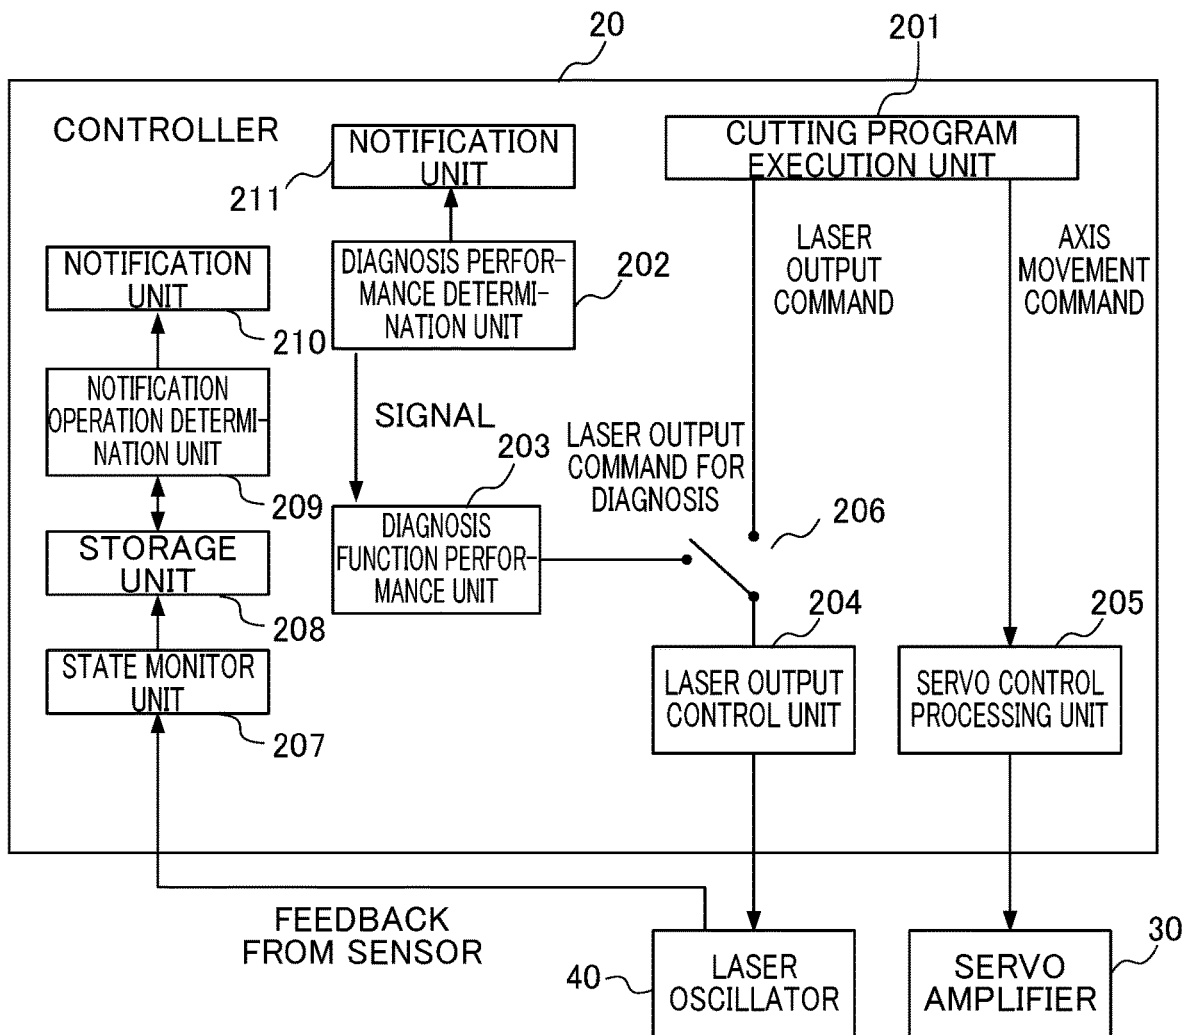 20
201
CONTROLLER
NOTIFICATION
UNIT
211
CUTTING PROGRAM
EXECUTION UNIT
NOTIFICATION
UNIT
210
DIAGNOSIS PERFOR-
MANCE DETERMI-
NATION UNIT
202
LASER
OUTPUT
COMMAND
AXIS
MOVEMENT
COMMAND
NOTIFICATION
OPERATION DETERMI-
NATION UNIT
209
SIGNAL
203
LASER OUTPUT
COMMAND FOR
DIAGNOSIS
206
STORAGE
UNIT
208
DIAGNOSIS
FUNCTION PERFOR-
MANCE UNIT
204
205
STATE MONITOR
UNIT
207
LASER OUTPUT
CONTROL UNIT
SERVO CONTROL
PROCESSING UNIT
FEEDBACK
FROM SENSOR
40
LASER
OSCILLATOR
30
SERVO
AMPLIFIER